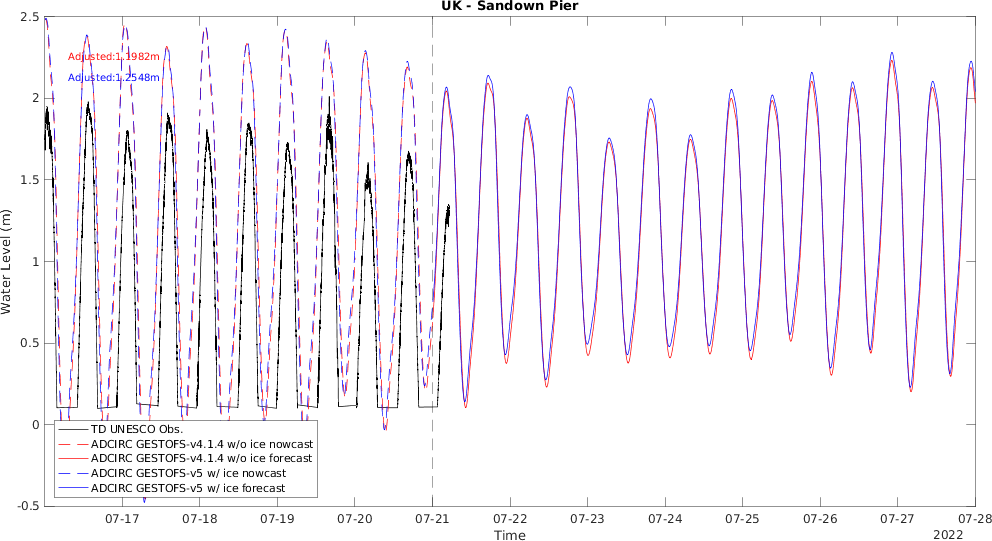 UK - Sandown Pier
2.5
Adjusted:1.1982m
Adjusted:1.2548m
2
1.5
1
0.5
0
-0.5
Water Level (m)
TD UNESCO Obs.
ADCIRC GESTOFS-v4.1.4 w/o ice nowcast
ADCIRC GESTOFS-v4.1.4 w/o ice forecast
ADCIRC GESTOFS-v5 w/ ice nowcast
ADCIRC GESTOFS-v5 w/ ice forecast
07-17 07-18 07-19 07-20 07-21 07-22 07-23 07-24 07-25 07-26 07-27 07-28
Time
2022